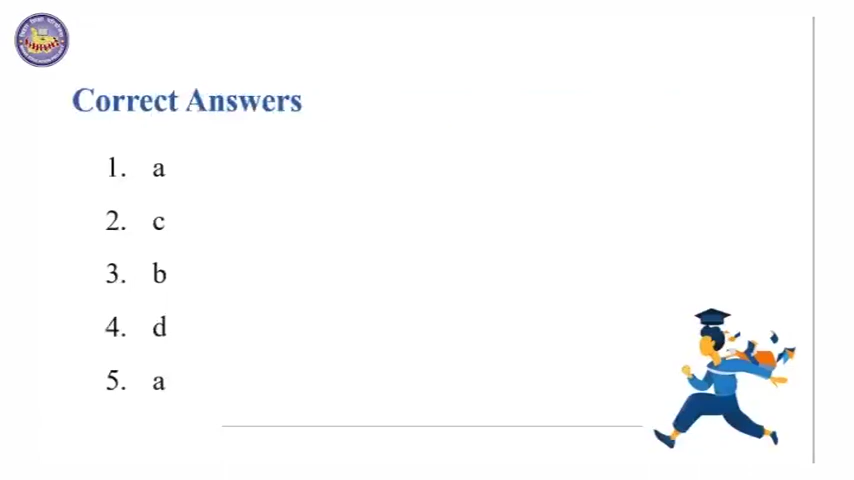 Correct Answers
1. a
2. c
3. b
4. d
5. a